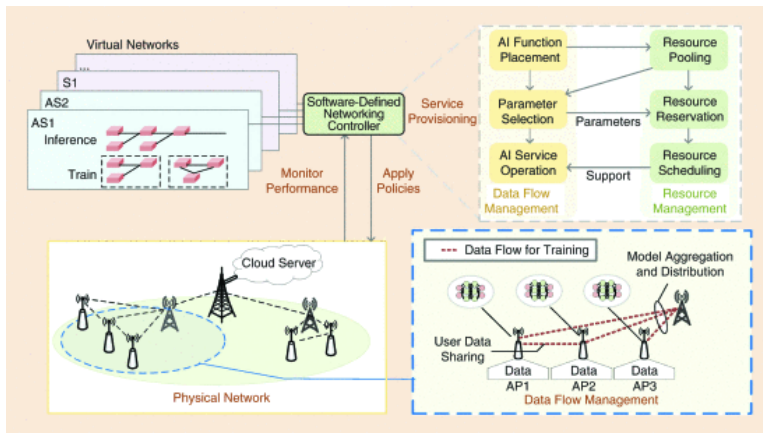 Virtual Networks
...
S1
AS2
AS1
Inference
Train
Software-Defined
Networking
Controller
Service
Provisioning
Monitor
Performance
Apply
Policies
AI Function
Placement
Resource
Pooling
Parameter
Selection
Parameters
Resource
Reservation
AI Service
Operation
Support
Resource
Scheduling
Data Flow
Management
Resource
Management
Cloud Server
Physical Network
Data Flow for Training
Model Aggregation
and Distribution
User Data
Sharing
Data
Data
Data
AP1
AP2
AP3
Data Flow Management